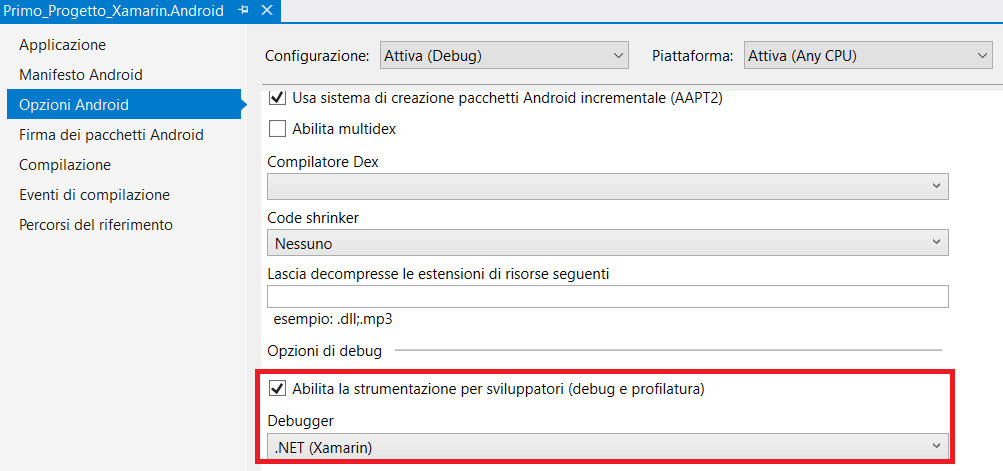 Primo_Progetto_Xamarin.Android
Applicazione
Manifesto Android
Opzioni Android
Firma dei pacchetti Android
Compilazione
Eventi di compilazione
Percorsi del riferimento
Configurazione: Attiva (Debug) Piattaforma: Attiva (Any CPU)
Usa sistema di creazione pacchetti Android incrementale (AAPT2)
Abilita multidex
Compilatore Dex
Code shrinker
Nessuno
Lascia decompresse le estensioni di risorse seguenti
esempio: .dll;.mp3
Opzioni di debug
Abilita la strumentazione per sviluppatori (debug e profilatura)
Debugger
.NET (Xamarin)